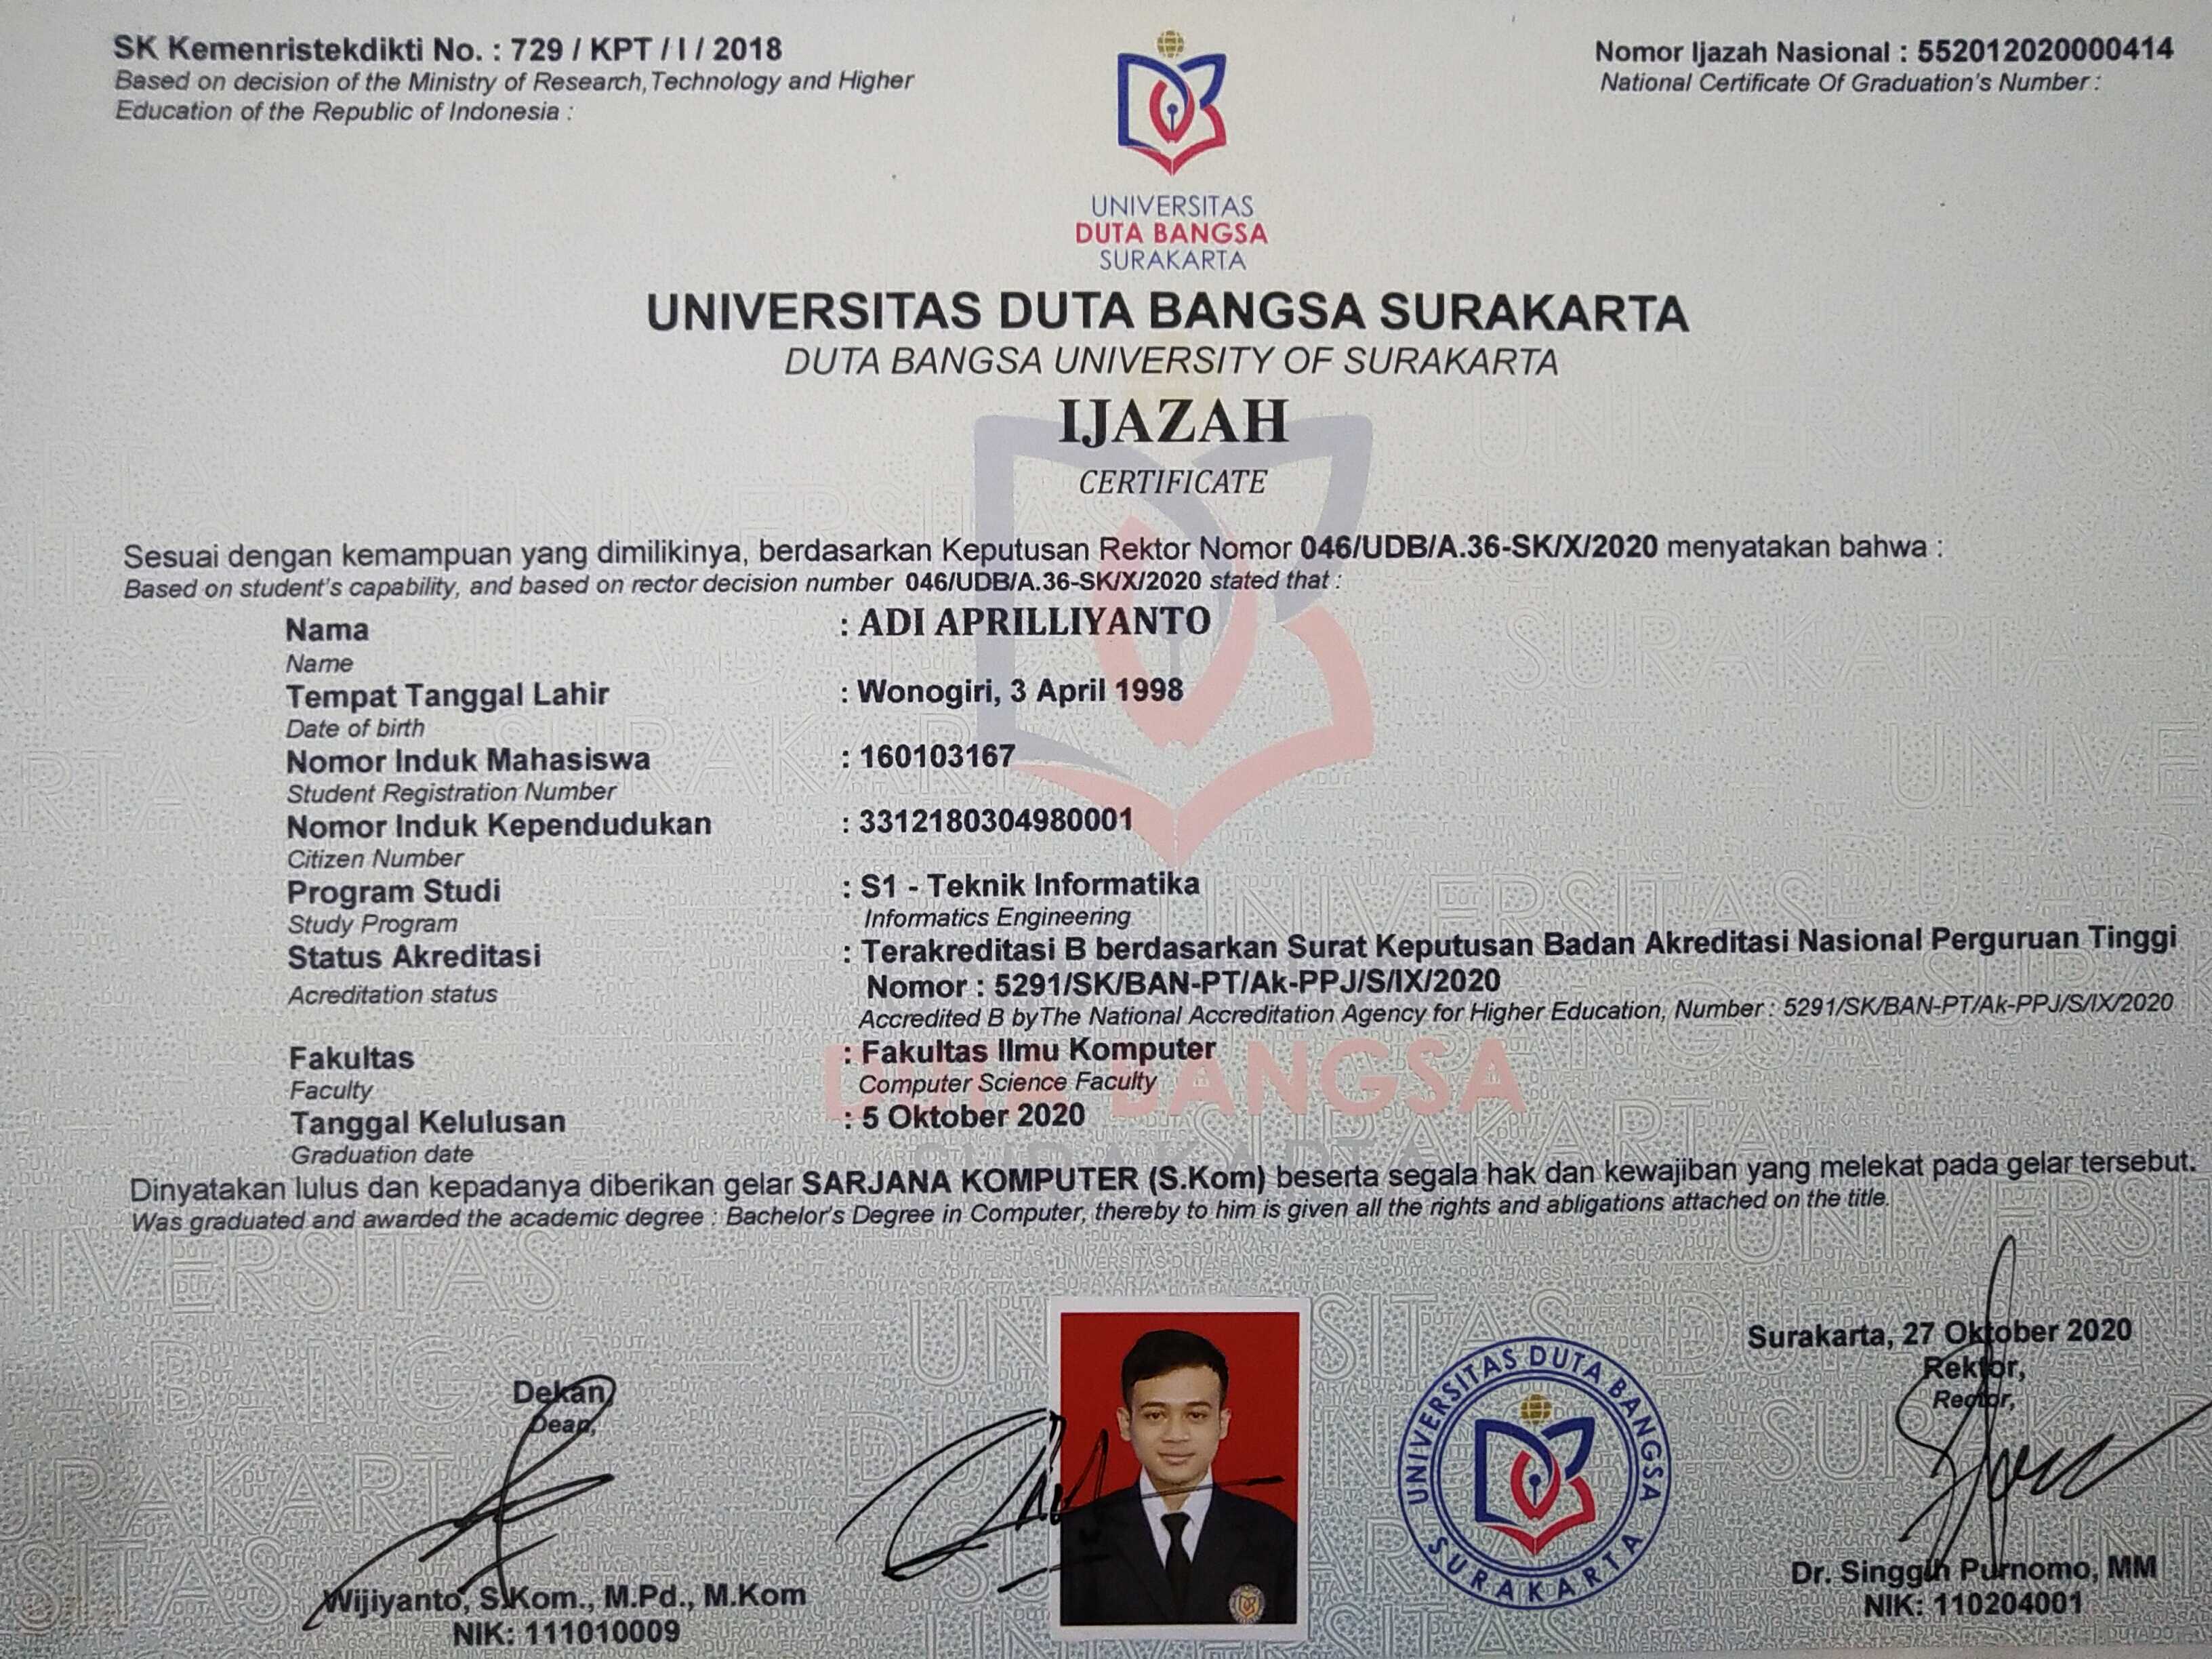 SK Kemenristekdikti No. : 729 / KPT / I / 2018
Based on decision of the Ministry of Research, Technology and Higher
Education of the Republic of Indonesia :
Nomor Ijazah Nasional : 552012020000414
National Certificate Of Graduation's Number :
UNIVERSITAS
DUTA BANGSA
SURAKARTA
UNIVERSITAS DUTA BANGSA SURAKARTA
DUTA BANGSA UNIVERSITY OF SURAKARTA
IJAZAH
CERTIFICATE
Sesuai dengan kemampuan yang dimilikinya, berdasarkan Keputusan Rektor Nomor 046/UDB/A.36-SK/X/2020 menyatakan bahwa :
Based on student's capability, and based on rector decision number 046/UDB/A.36-SK/X/2020 stated that :
Nama : ADI APRILLIYANTO
Name
Tempat Tanggal Lahir : Wonogiri, 3 April 1998
Date of birth
Nomor Induk Mahasiswa : 160103167
Student Registration Number
Nomor Induk Kependudukan : 3312180304980001
Citizen Number
Program Studi : S1 - Teknik Informatika
Study Program Informatics Engineering
Status Akreditasi : Terakreditasi B berdasarkan Surat Keputusan Badan Akreditasi Nasional Perguruan Tinggi
Nomor : 5291/SK/BAN-PT/Ak-PPJ/S/IX/2020
Acreditation status Accredited B byThe National Accreditation Agency for Higher Education, Number : 5291/SK/BAN-PT/Ak-PPJ/S/IX/2020
Fakultas : Fakultas Ilmu Komputer
Faculty Computer Science Faculty
Tanggal Kelulusan : 5 Oktober 2020
Graduation date
Dinyatakan lulus dan kepadanya diberikan gelar SARJANA KOMPUTER (S.Kom) beserta segala hak dan kewajiban yang melekat pada gelar tersebut.
Was graduated and awarded the academic degree : Bachelor's Degree in Computer, thereby to him is given all the rights and abligations attached on the title.
Surakarta, 27 Oktober 2020
Dekan
Dean,
Rektor,
Rector,
UNIVERSITAS DUTA BANGSA
SURAKARTA
Wijiyanto, S.Kom., M.Pd., M.Kom
NIK: 111010009
Dr. Singgih Purnomo, MM
NIK: 110204001